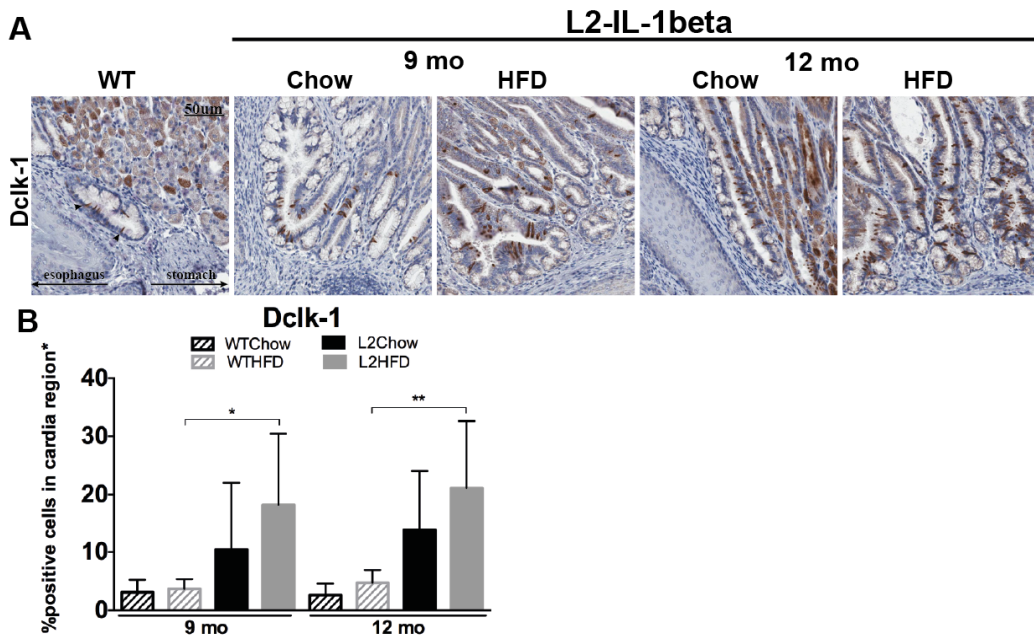 A
L2-IL-1beta
9 mo
12 mo
WT
Chow
HFD
Chow
HFD
Dclk-1
50um
esophagus
stomach
B
Dclk-1
WTChow
L2Chow
WTHFD
L2HFD
%positive cells in cardia region*
40
30
20
10
0
*
**
9 mo
12 mo